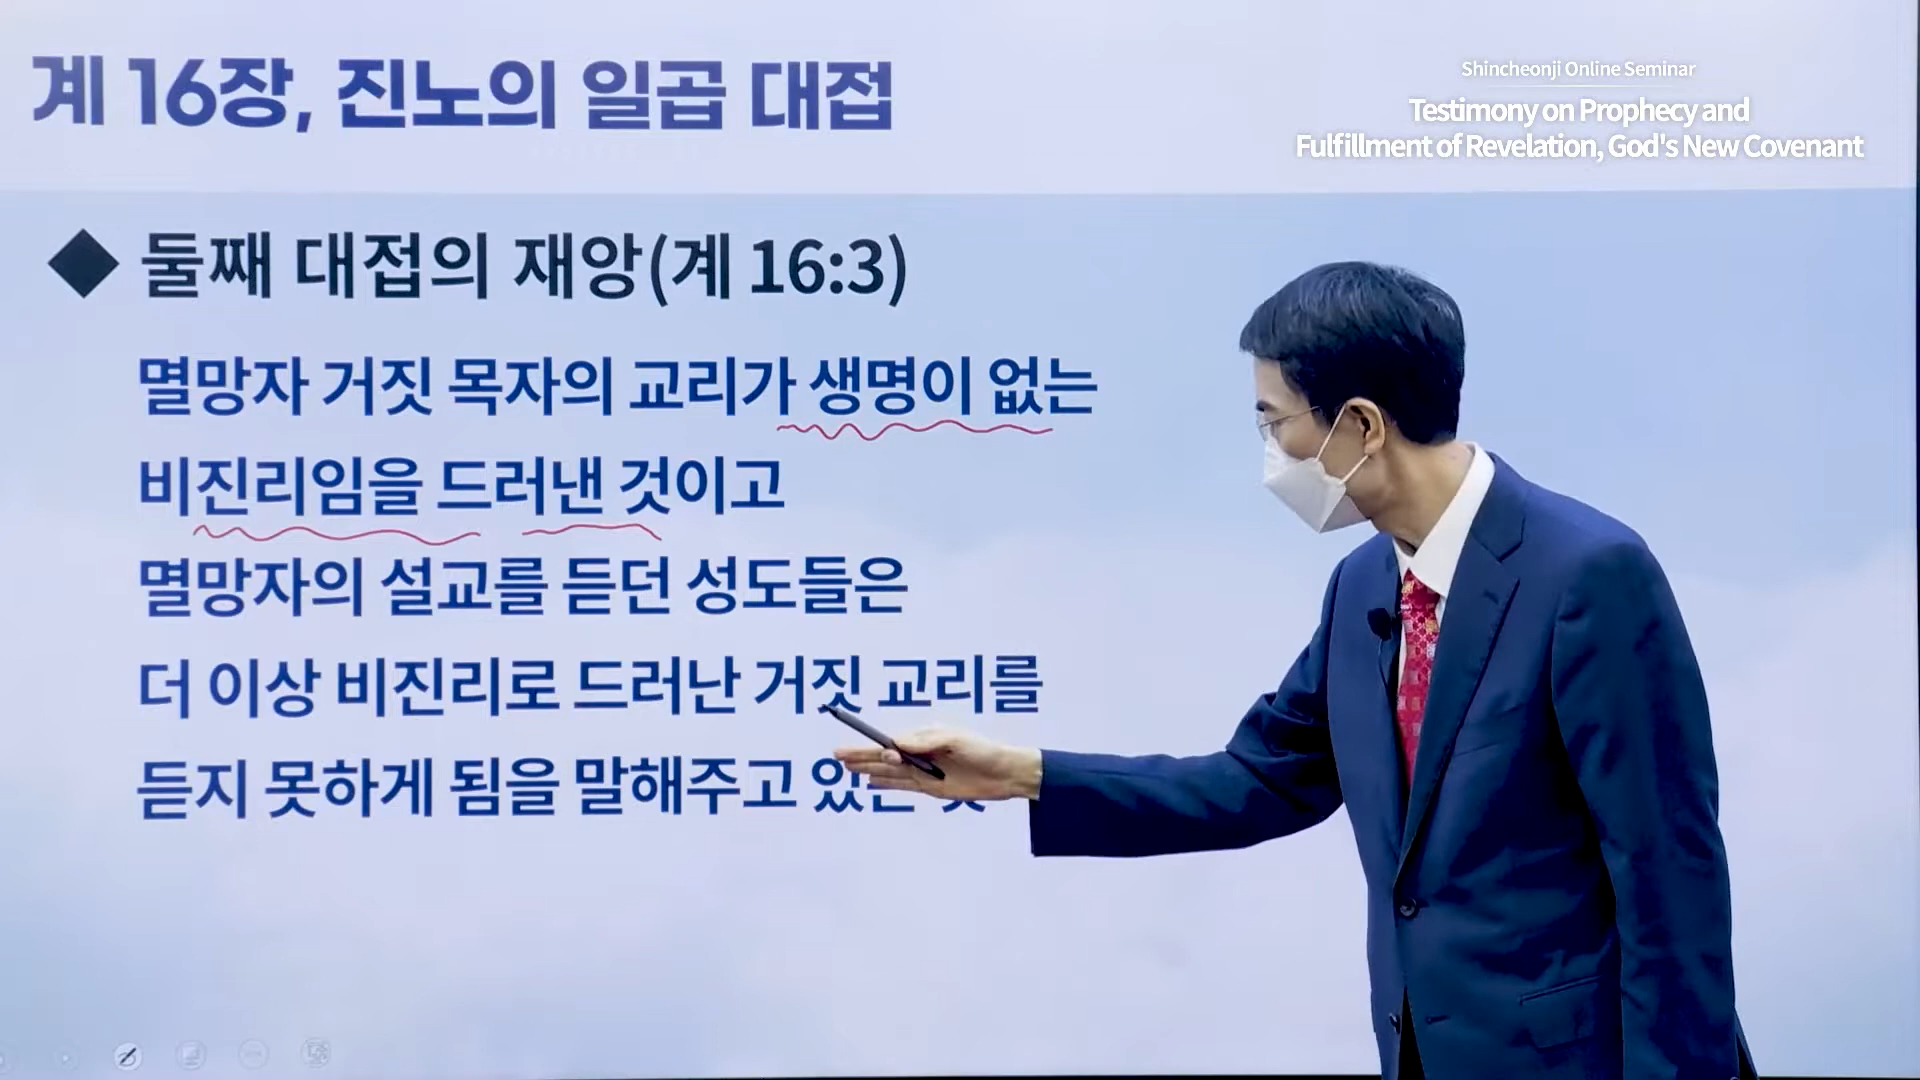 계 16장, 진노의 일곱 대접
Shincheonji Online Seminar
Testimony on Prophecy and
Fulfillment of Revelation, God's New Covenant
◆ 둘째 대접의 재앙(계 16:3)
멸망자 거짓 목자의 교리가 생명이 없는
비진리임을 드러낸 것이고
멸망자의 설교를 듣던 성도들은
더 이상 비진리로 드러난 거짓 교리를
듣지 못하게 됨을 말해주고